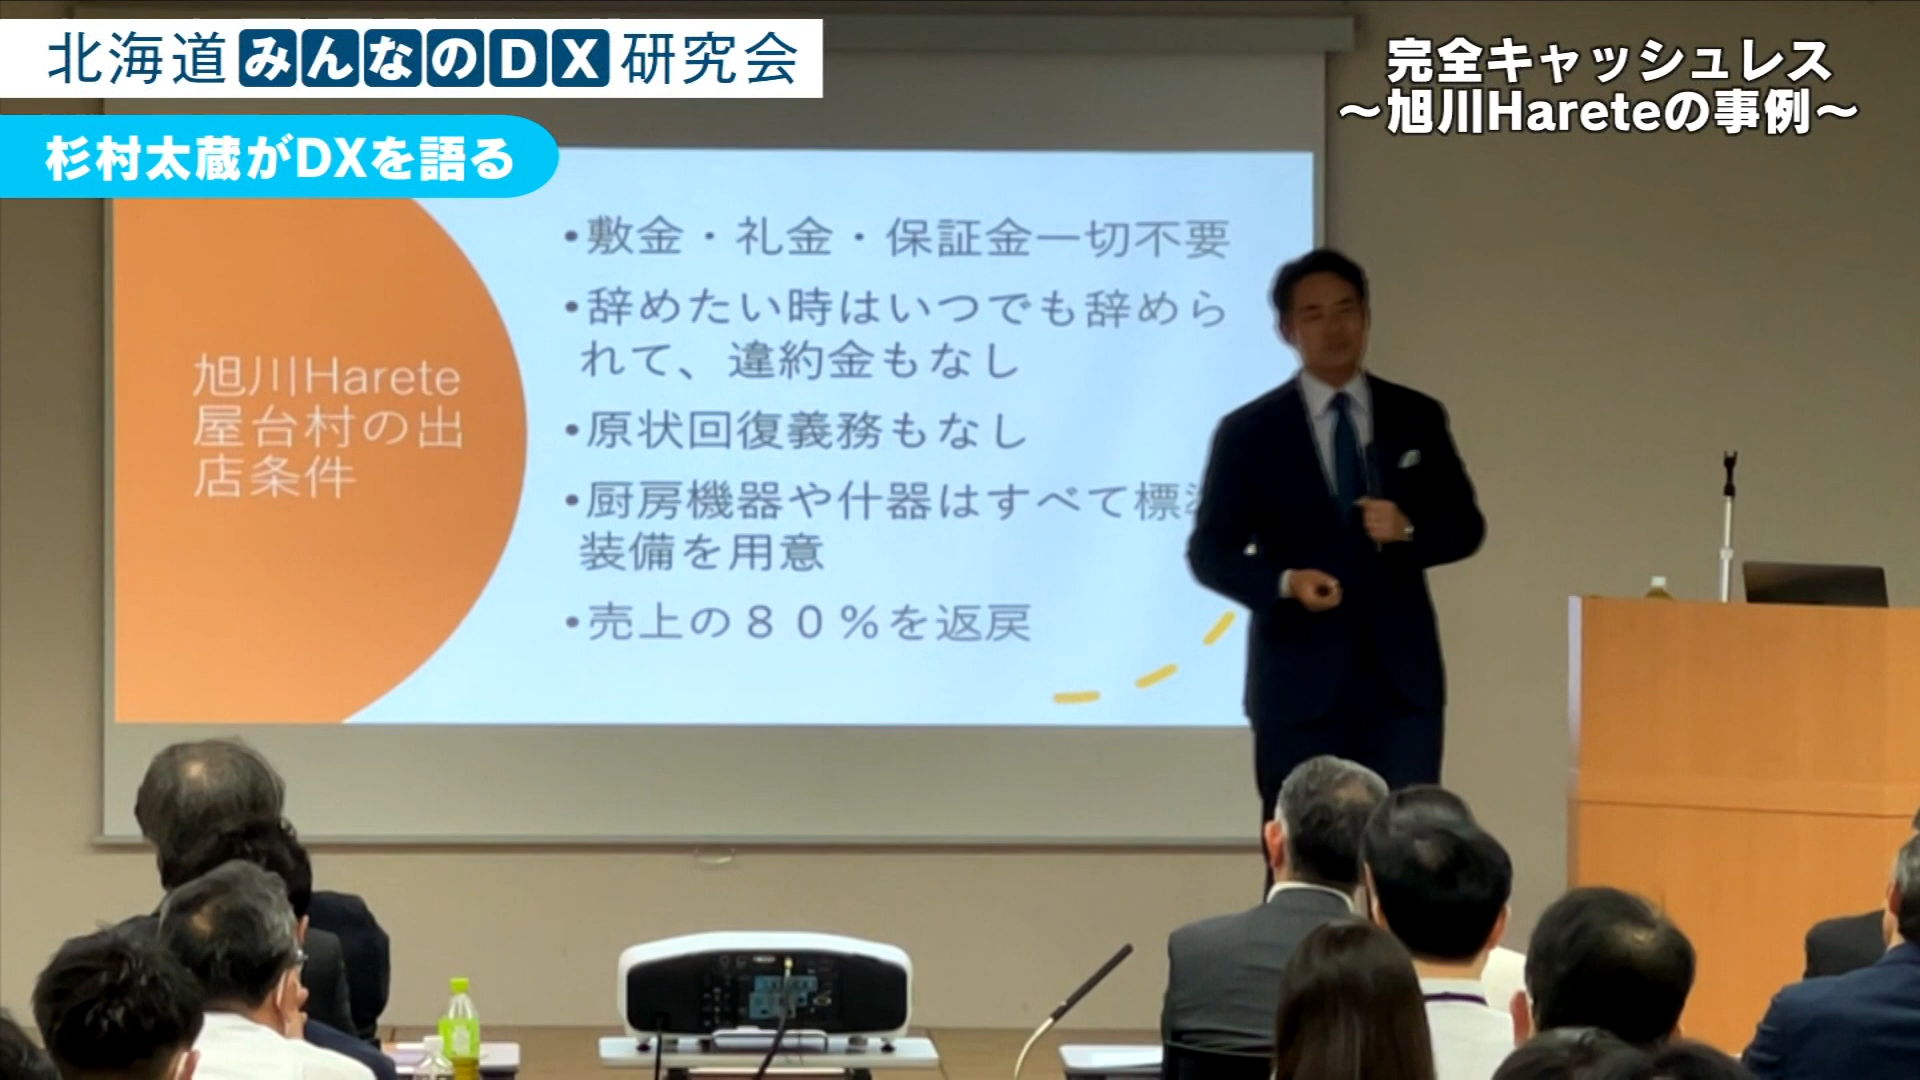 北海道みんなのDX研究会
杉村太蔵がDXを語る
完全キャッシュレス
～旭川Hareteの事例～
旭川Harete
屋台村の出
店条件
•敷金・礼金・保証金一切不要
•辞めたい時はいつでも辞めら
れて、違約金もなし
•原状回復義務もなし
•厨房機器や什器はすべて標準
装備を用意
•売上の８０％を返戻